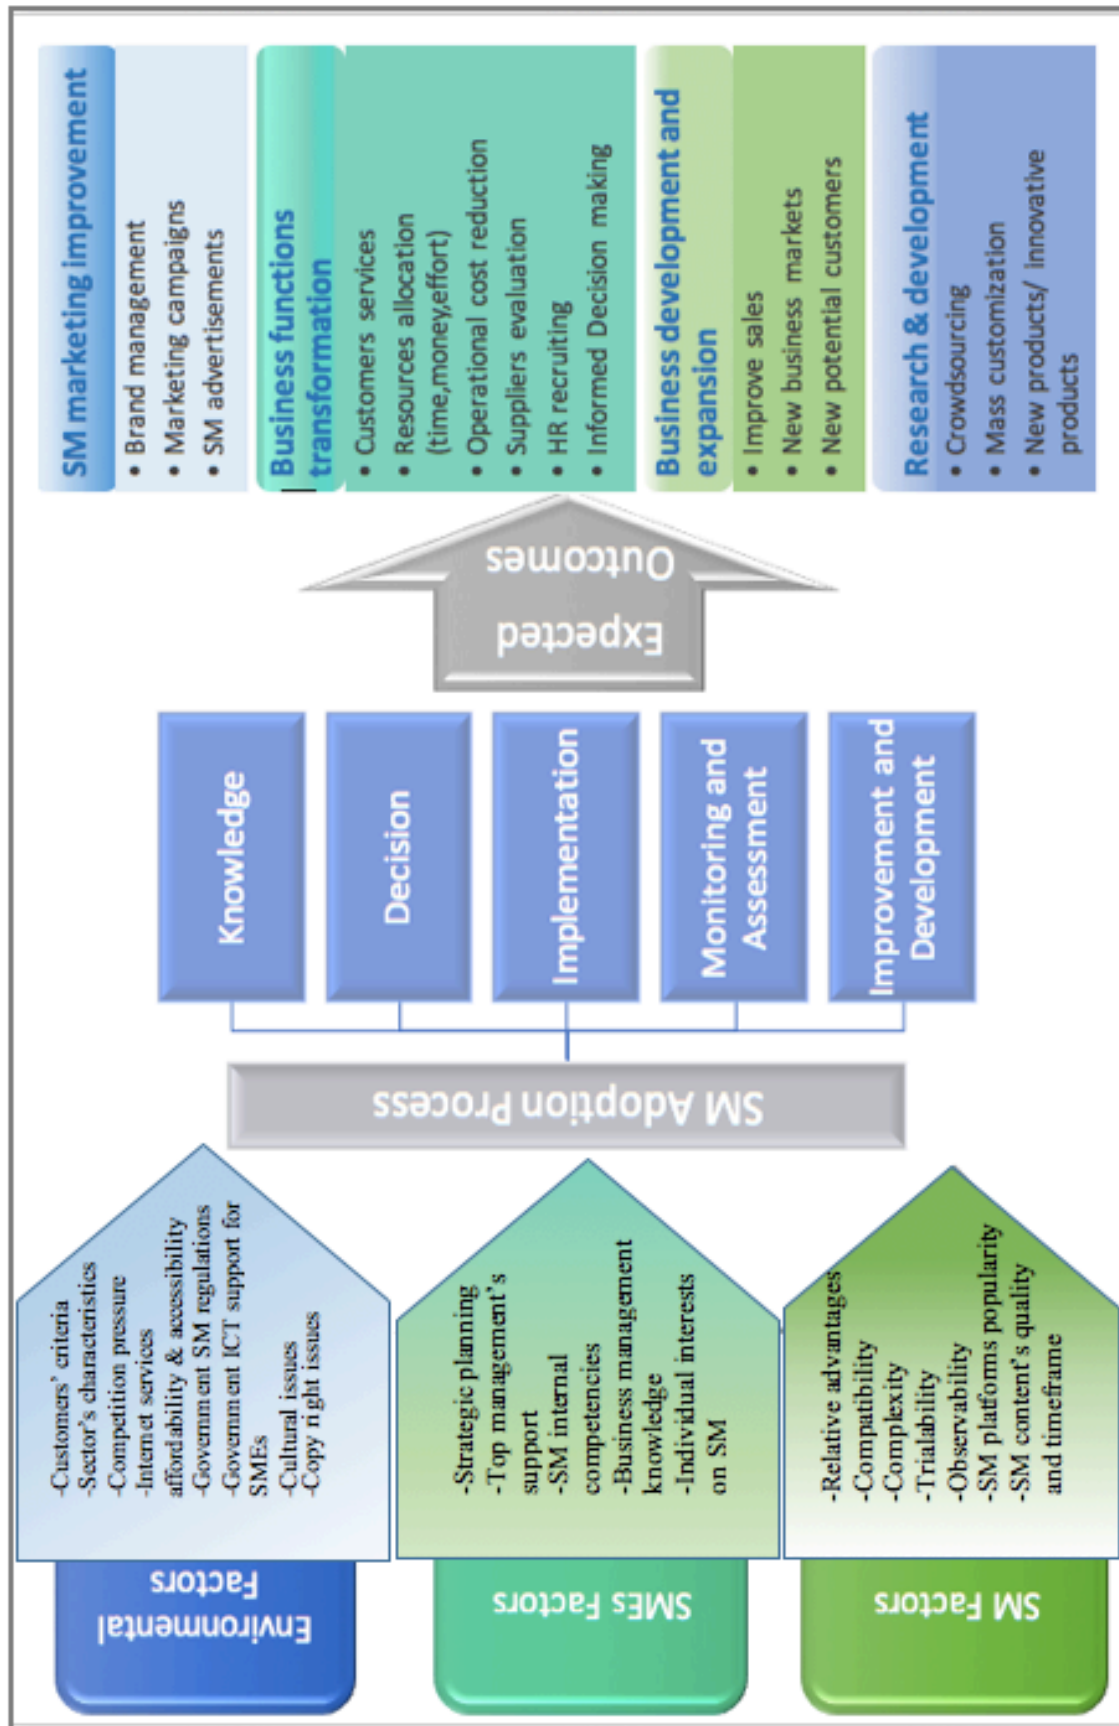 Environmental
Factors
-Customers' criteria
-Sector's characteristics
-Competition pressure
-Internet services
affordability & accessibility
-Government SM regulations
-Government ICT support for
SMEs
-Cultural issues
-Copy right issues
SMEs Factors
-Strategic planning
-Top management's
support
-SM internal
competencies
-Business management
knowledge
-Individual interests
on SM
SM Factors
-Relative advantages
-Compatibility
-Complexity
-Trialability
-Observability
-SM platforms popularity
-SM content's quality
and timeframe
SM Adoption Process
Knowledge
Decision
Implementation
Monitoring and
Assessment
Improvement and
Development
Expected
Outcomes
SM marketing improvement
• Brand management
• Marketing campaigns
• SM advertisements
Business functions
transformation
• Customers services
• Resources allocation
(time,money,effort)
• Operational cost reduction
• Suppliers evaluation
• HR recruiting
• Informed Decision making
Business development and
expansion
• Improve sales
• New business markets
• New potential customers
Research & development
• Crowdsourcing
• Mass customization
• New products/ innovative
products